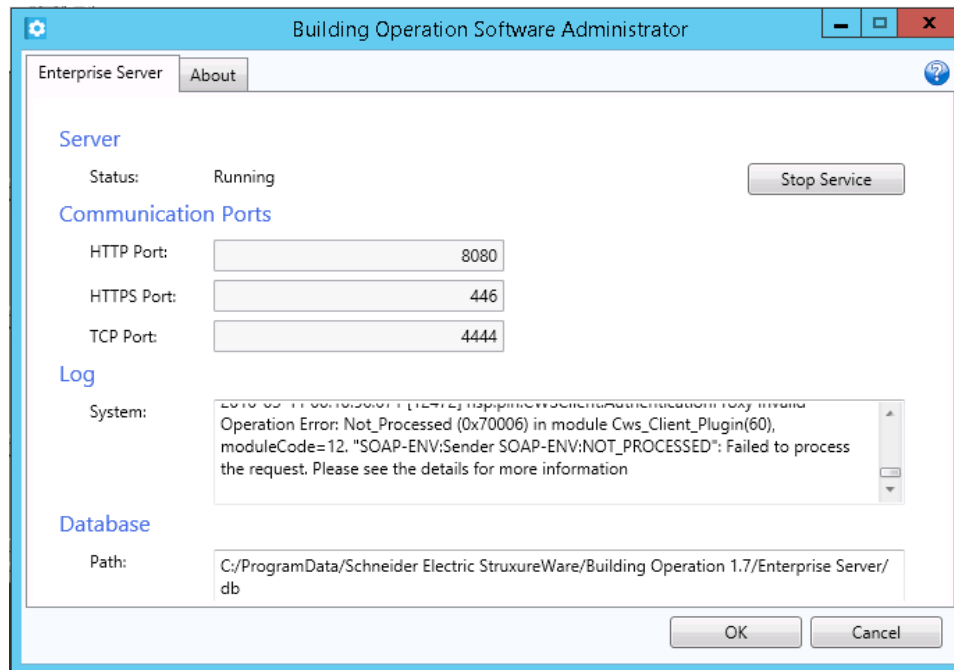 Building Operation Software Administrator
Enterprise Server
About
Server
Status:
Running
Stop Service
Communication Ports
HTTP Port:
8080
HTTPS Port:
446
TCP Port:
4444
Log
System:
Operation Error: Not_Processed (0x70006) in module Cws_Client_Plugin(60),
moduleCode=12. "SOAP-ENV:Sender SOAP-ENV:NOT_PROCESSED": Failed to process
the request. Please see the details for more information
Database
Path:
C:/ProgramData/Schneider Electric StruxureWare/Building Operation 1.7/Enterprise Server/
db
OK
Cancel